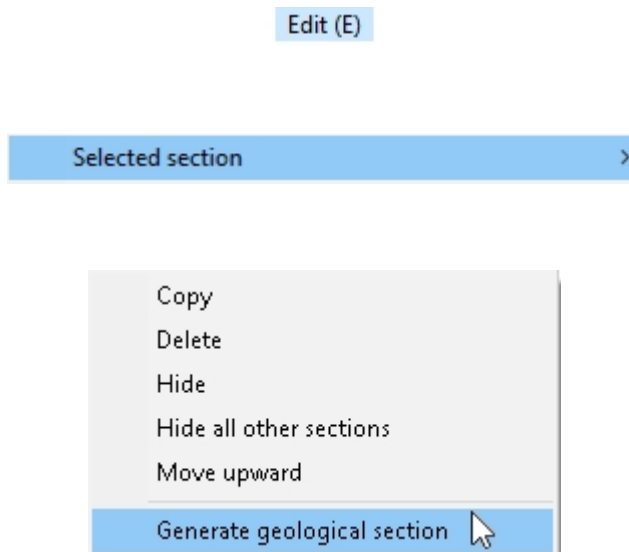 Edit (E)
Selected section
Copy
Delete
Hide
Hide all other sections
Move upward
Generate geological section